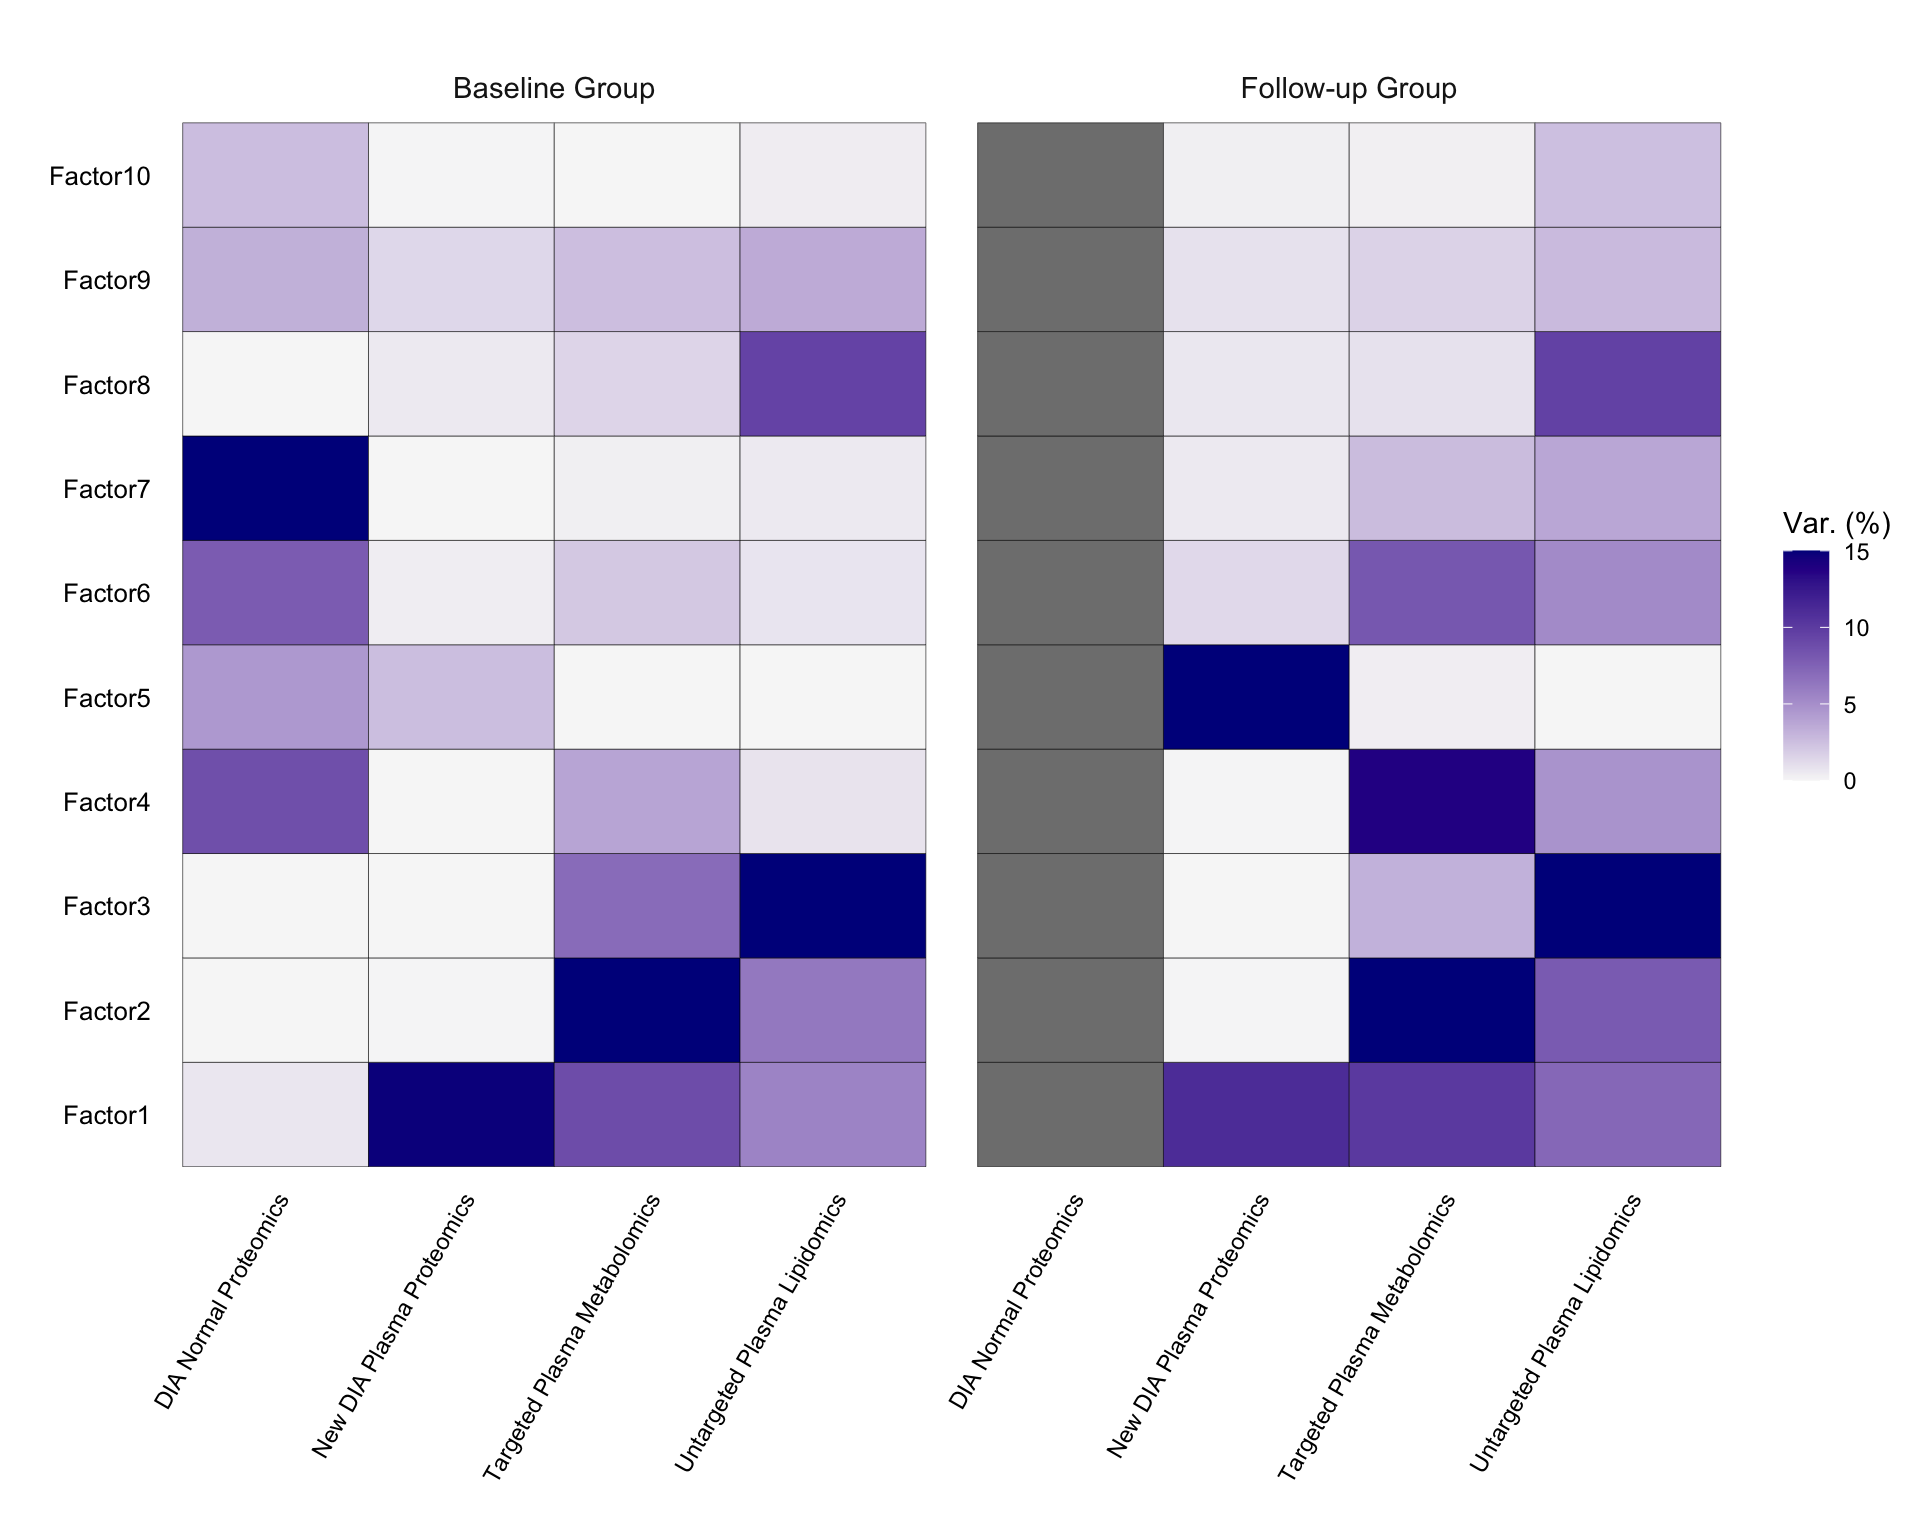 Baseline Group
Follow-up Group
Factor10
Factor9
Factor8
Factor7
Factor6
Factor5
Factor4
Factor3
Factor2
Factor1
DIA Normal Proteomics
New DIA Plasma Proteomics
Targeted Plasma Metabolomics
Untargeted Plasma Lipidomics
DIA Normal Proteomics
New DIA Plasma Proteomics
Targeted Plasma Metabolomics
Untargeted Plasma Lipidomics
Var. (%)
15
10
5
0